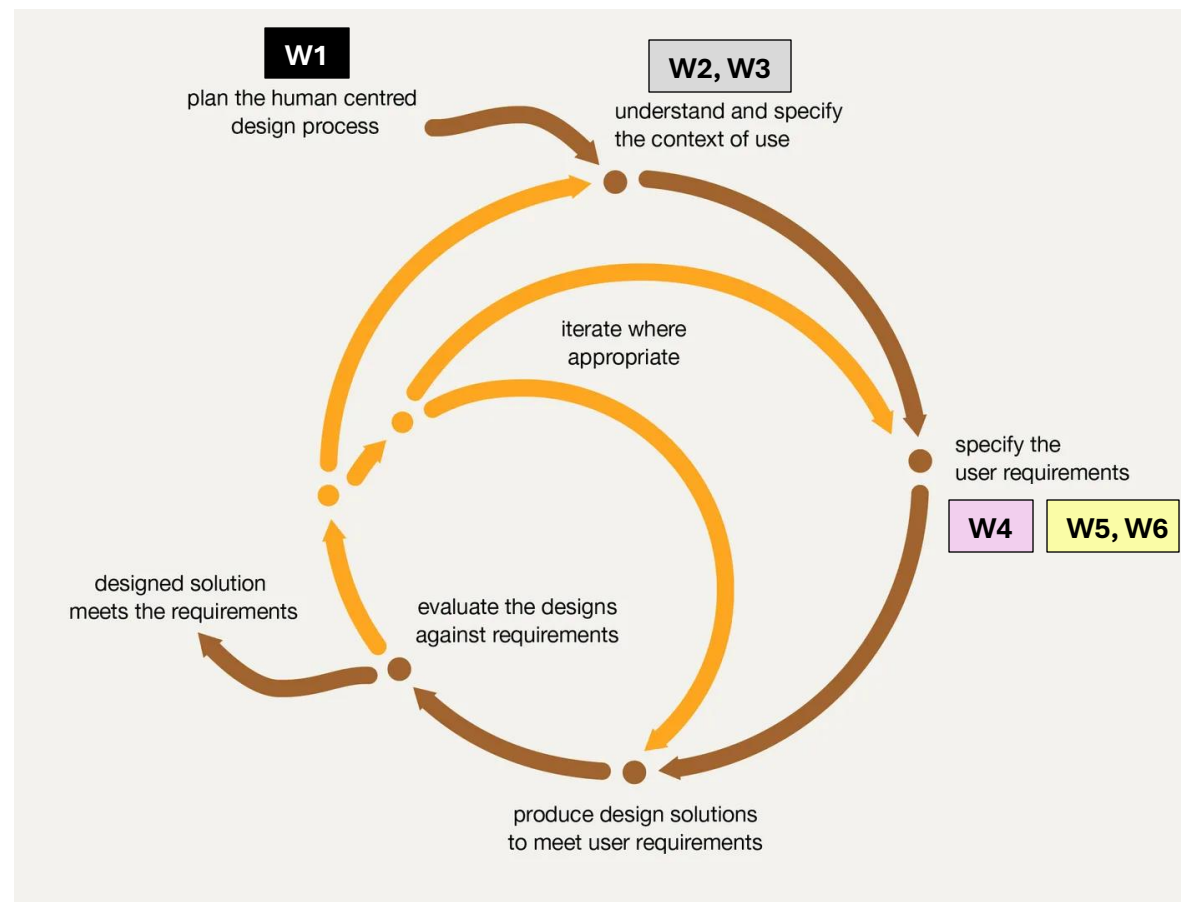 W1
plan the human centred
design process
W2, W3
understand and specify
the context of use
iterate where
appropriate
specify the
user requirements
W4
W5, W6
designed solution
meets the requirements
evaluate the designs
against requirements
produce design solutions
to meet user requirements